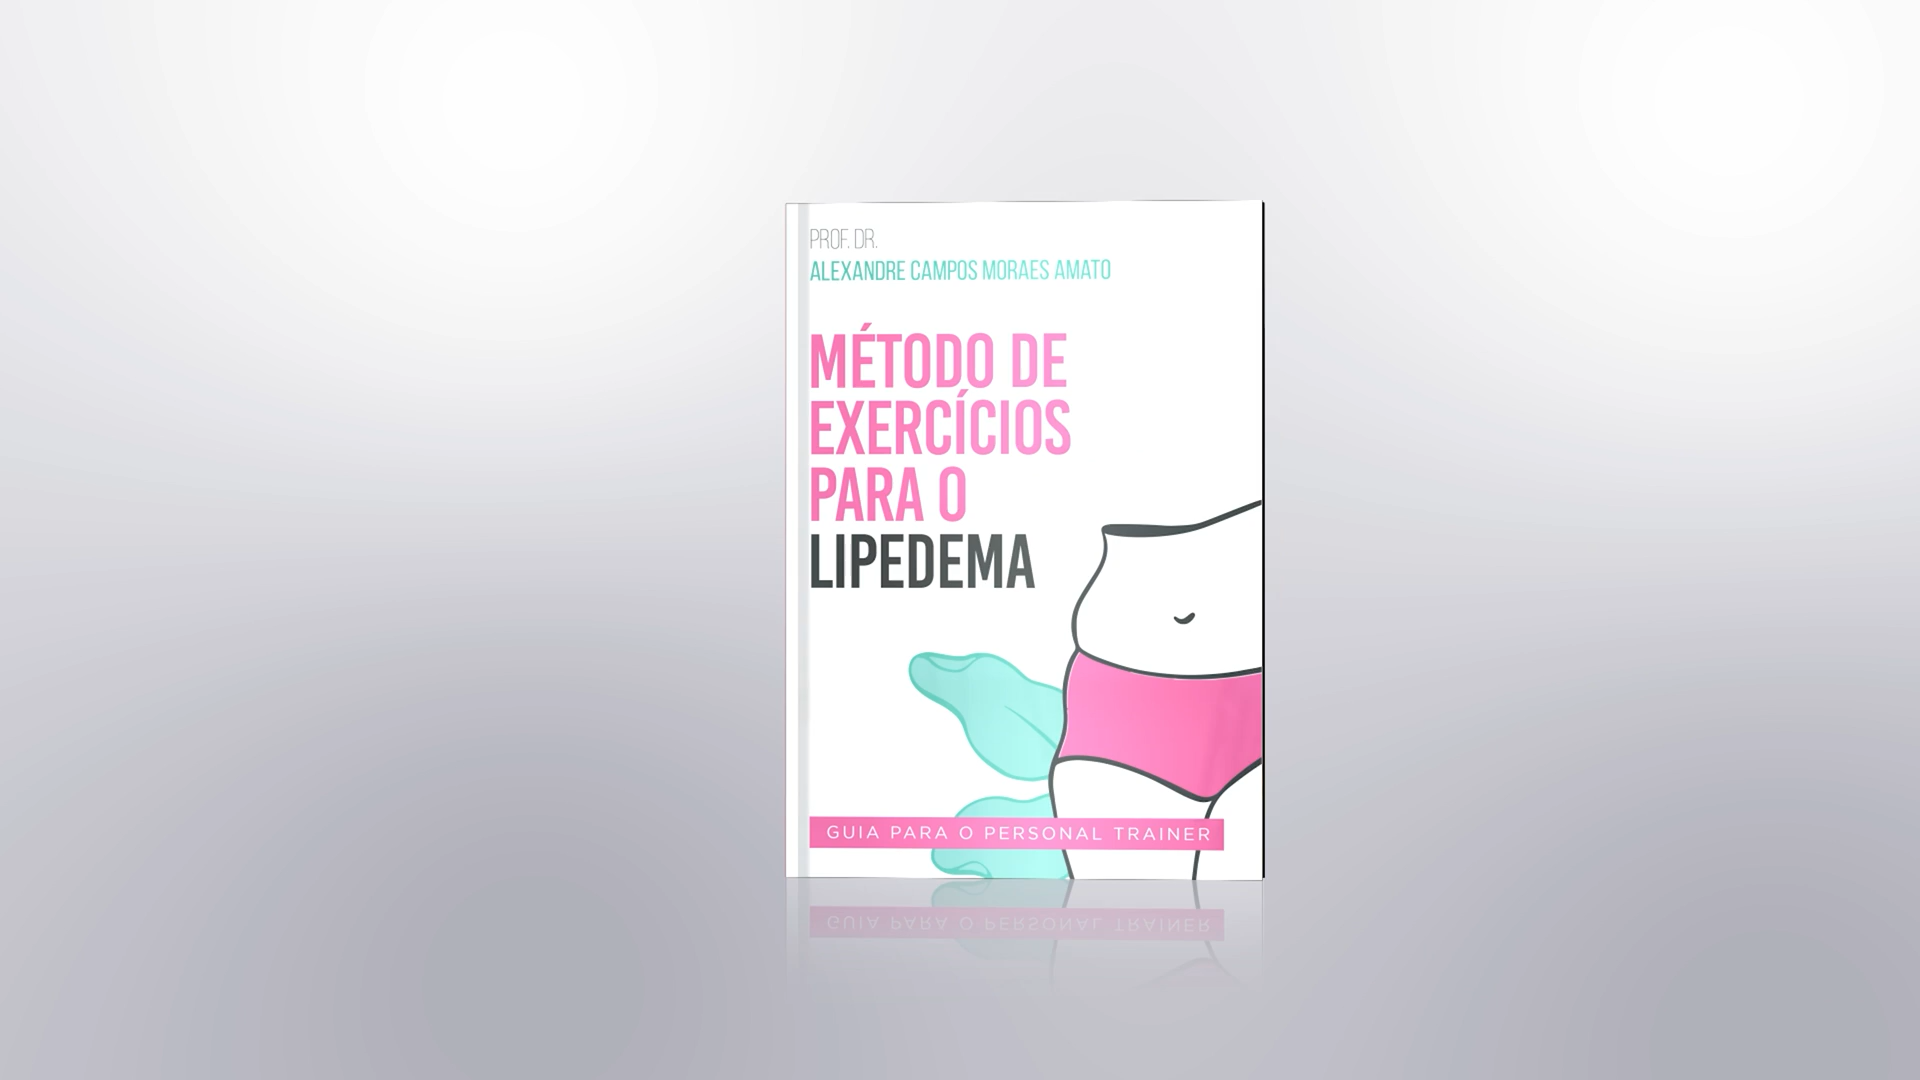 PROF. DR.
ALEXANDRE CAMPOS MORAES AMATO
MÉTODO DE
EXERCÍCIOS
PARA O
LIPEDEMA
GUIA PARA O PERSONAL TRAINER